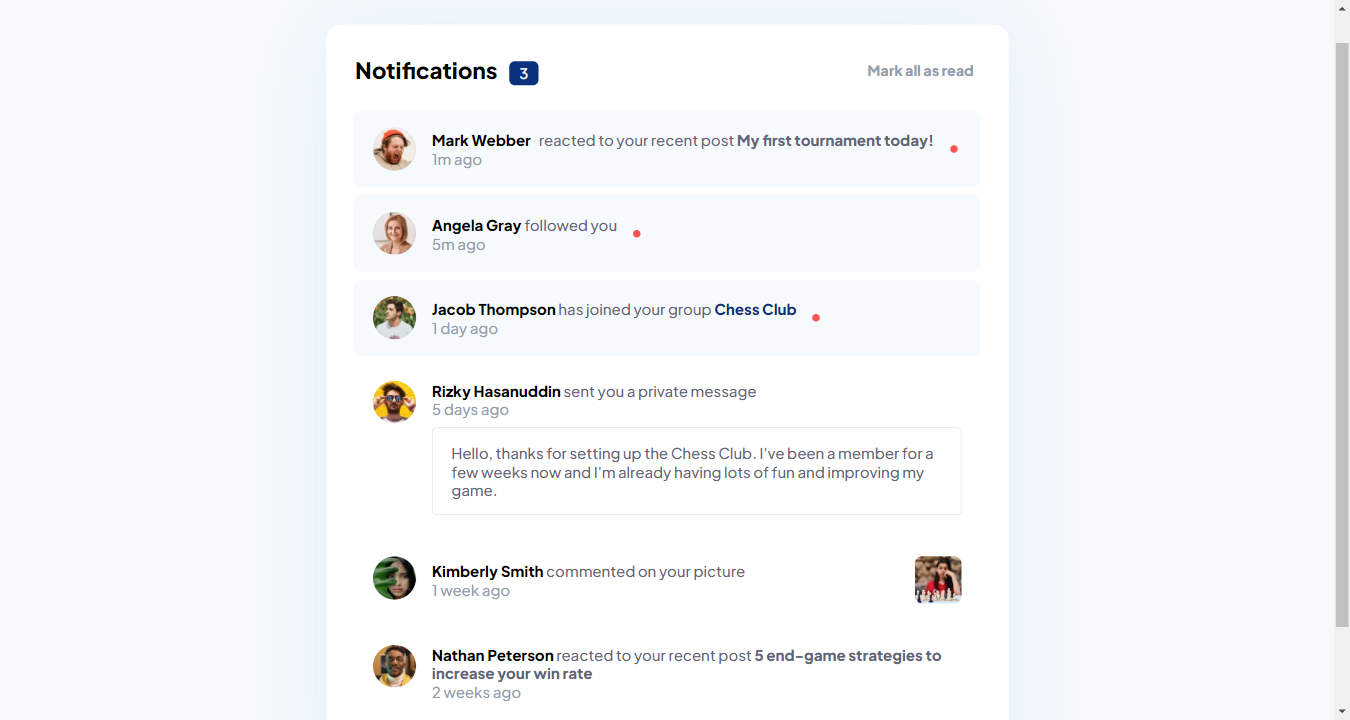 Notifications 3
Mark all as read
Mark Webber reacted to your recent post My first tournament today!
1m ago
Angela Gray followed you
5m ago
Jacob Thompson has joined your group Chess Club
1 day ago
Rizky Hasanuddin sent you a private message
5 days ago
Hello, thanks for setting up the Chess Club. I've been a member for a
few weeks now and I'm already having lots of fun and improving my
game.
Kimberly Smith commented on your picture
1 week ago
Nathan Peterson reacted to your recent post 5 end-game strategies to
increase your win rate
2 weeks ago